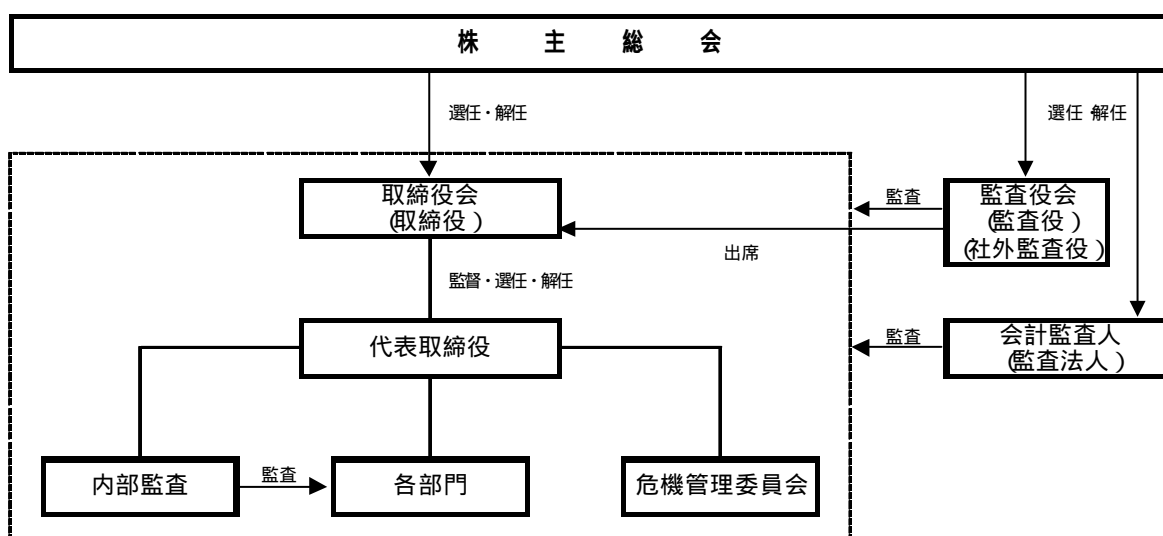 株主総会
選任・解任
選任・解任
取締役会
(取締役)
監査
監査役会
(監査役)
(社外監査役)
出席
監督・選任・解任
代表取締役
監査
会計監査人
(監査法人)
内部監査
監査
各部門
危機管理委員会